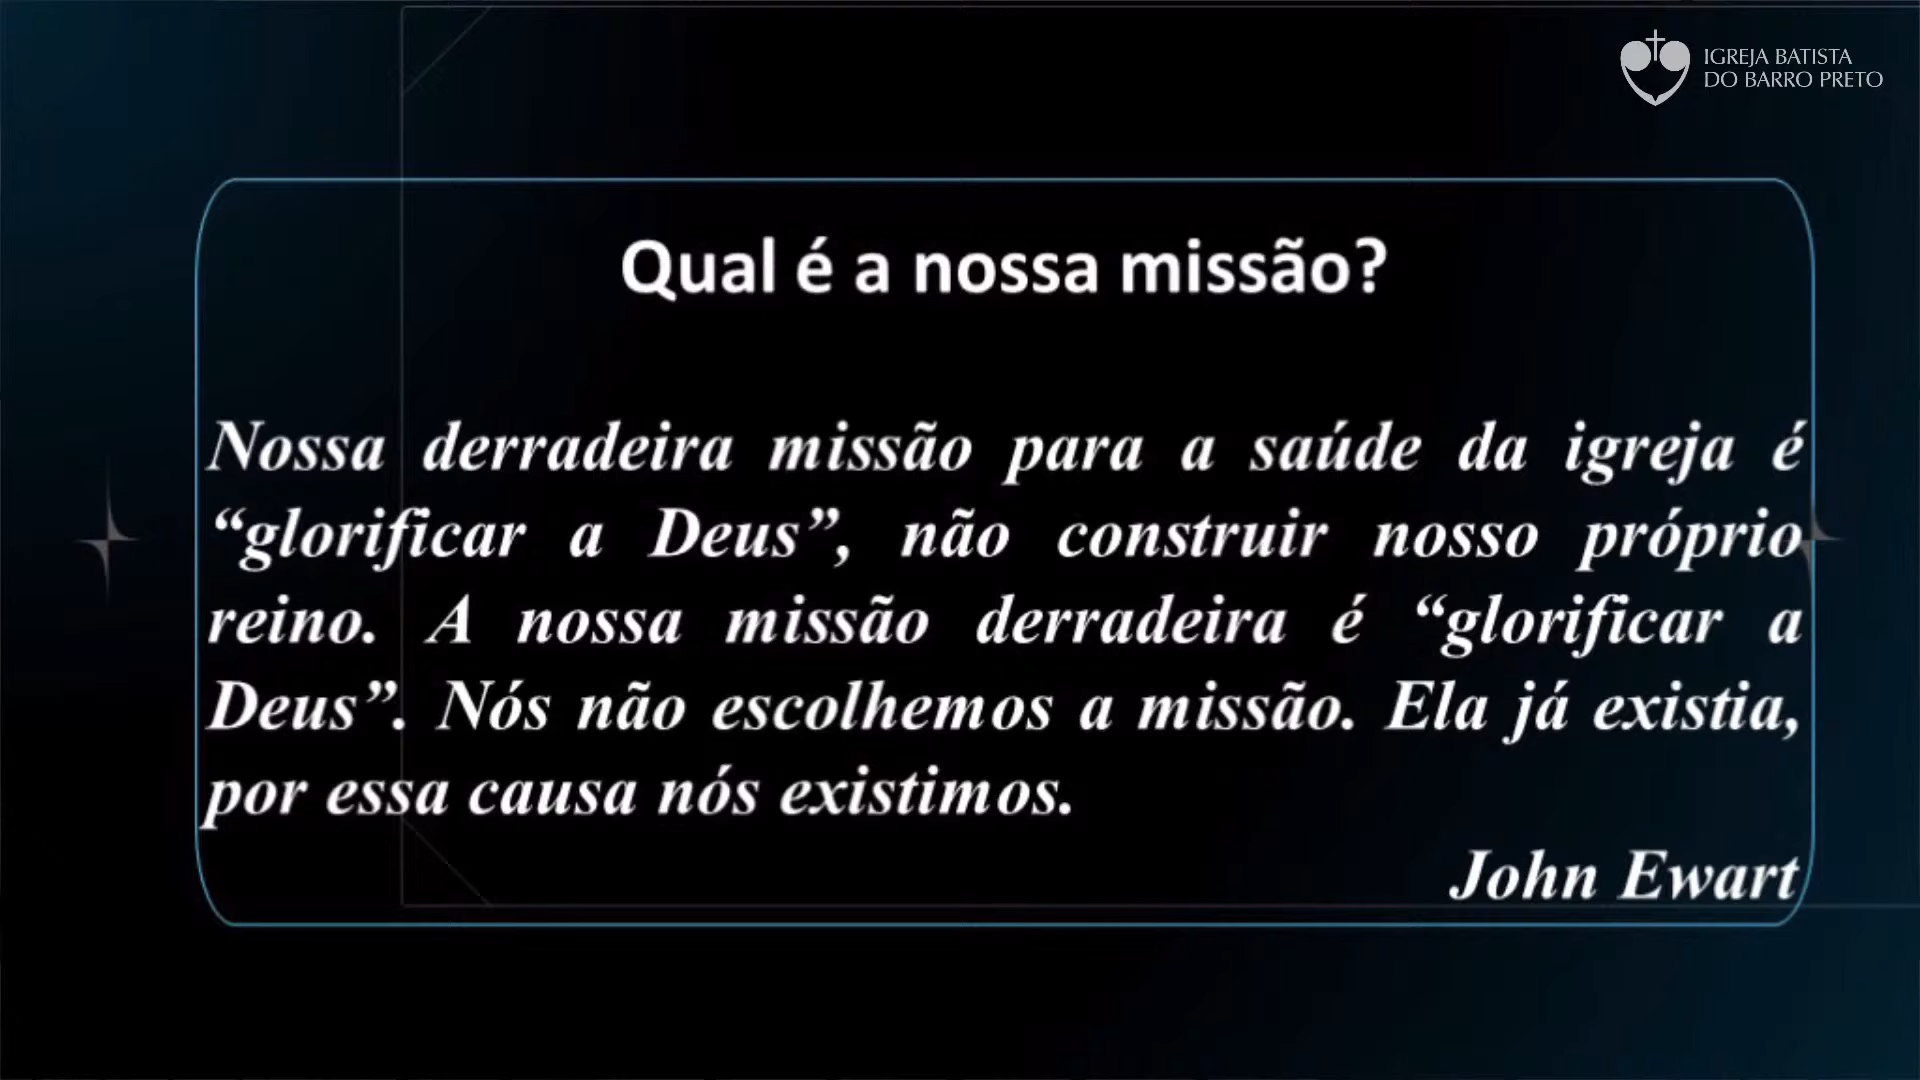 IGREJA BATISTA
DO BARRO PRETO
Qual é a nossa missão?
Nossa derradeira missão para a saúde da igreja é
“glorificar a Deus”, não construir nosso próprio
reino. A nossa missão derradeira é “glorificar a
Deus”. Nós não escolhemos a missão. Ela já existia,
por essa causa nós existimos.
John Ewart